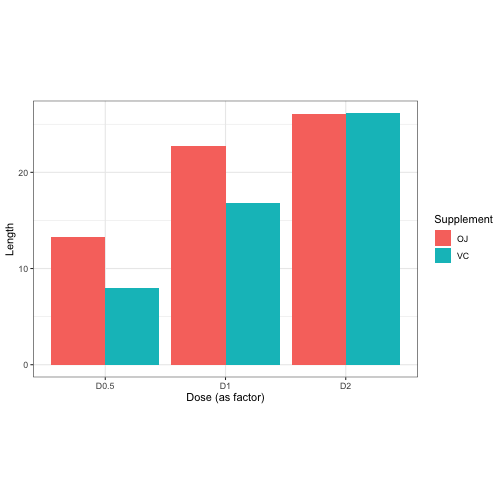 Length
20
10
0
D0.5 D1 D2
Dose (as factor)
Supplement
OJ
VC